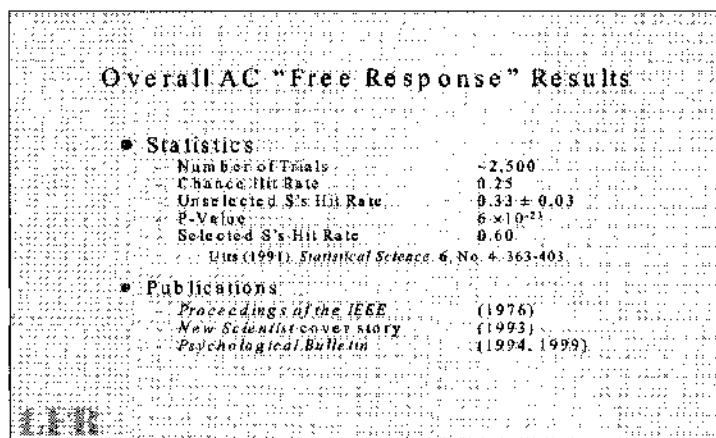 Overall AC "Free Response" Results
• Statistics
- Number of Trials ~2,500
- Chance Hit Rate 0.25
- Unselected S's Hit Rate 0.33 ± 0.03
- P-Value 6×10⁻²¹
- Selected S's Hit Rate 0.60
Utts (1991). Statistical Science. 6, No. 4. 363-403
• Publications
- Proceedings of the IEEE (1976)
- New Scientist cover story (1993)
- Psychological Bulletin (1994, 1999)
LFR